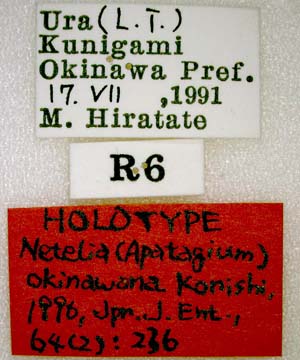 Ura (L.T.)
Kunigami
Okinawa Pref.
17. VII ,1991
M. Hiratate
R6
HOLOTYPE
Netelia (Apatagium)
okinawana Konishi,
1996, Jpn. J. Ent.,
64(2): 236